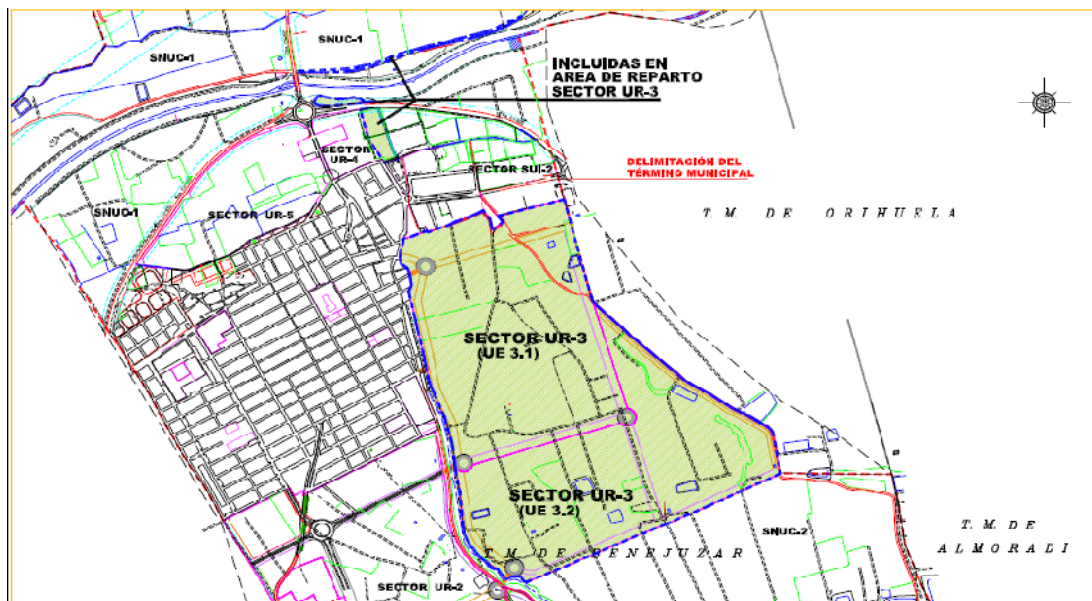 SNUC-1
SNUC-1
INCLUÍDAS EN
AREA DE REPARTO
SECTOR UR-3
SECTOR
UR-4
SECTOR SUI-2
DELIMITACIÓN DEL
TÉRMINO MUNICIPAL
SNUC-1
SECTOR UR-5
T.M. DE ORIHUELA
SECTOR UR-3
(UE 3.1)
SECTOR UR-3
(UE 3.2)
SNUC-2
T.M. DE
ALMORADI
T.M. DE BENEJUZAR
SECTOR UR-2